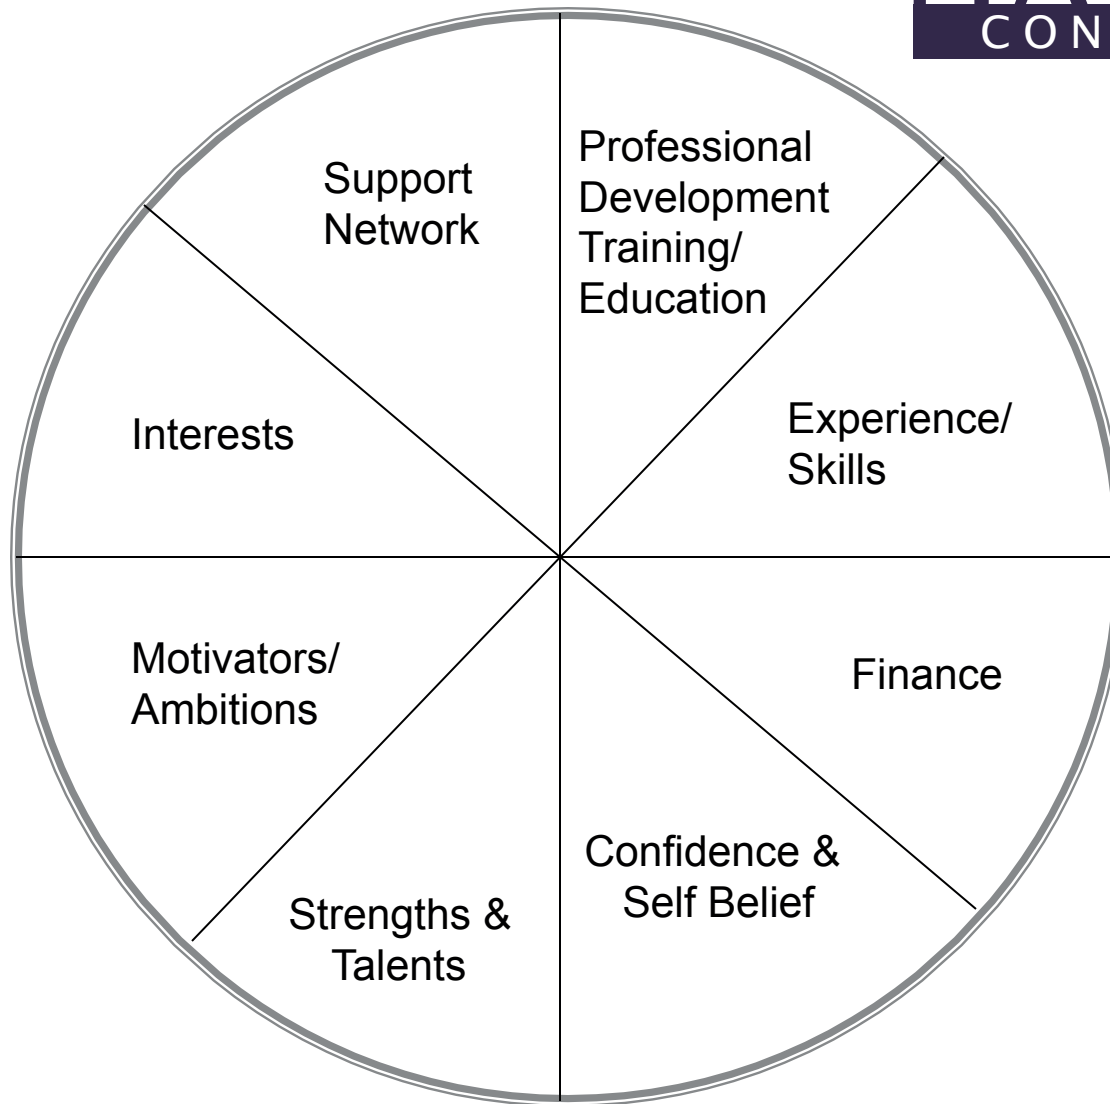 CON
Support
Network
Professional
Development
Training/
Education
Interests
Experience/
Skills
Motivators/
Ambitions
Finance
Confidence &
Self Belief
Strengths &
Talents